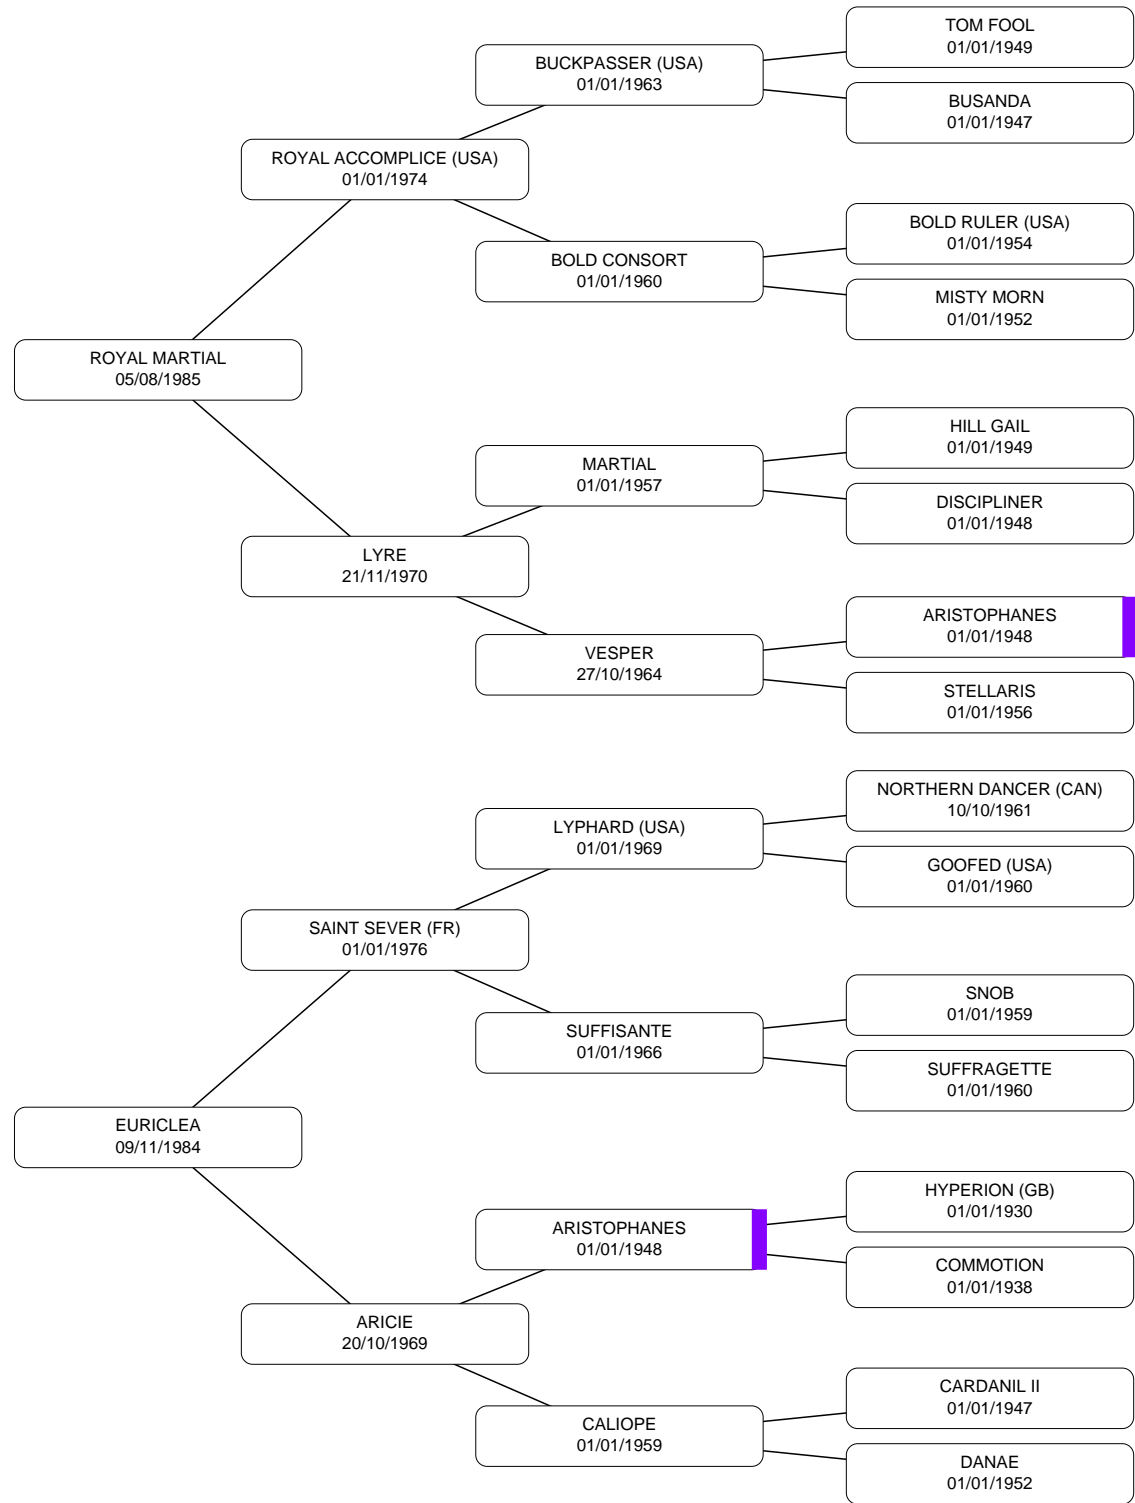 TOM FOOL
01/01/1949
BUCKPASSER (USA)
01/01/1963
BUSANDA
01/01/1947
ROYAL ACCOMPLICE (USA)
01/01/1974
BOLD RULER (USA)
01/01/1954
BOLD CONSORT
01/01/1960
MISTY MORN
01/01/1952
ROYAL MARTIAL
05/08/1985
HILL GAIL
01/01/1949
MARTIAL
01/01/1957
DISCIPLINER
01/01/1948
LYRE
21/11/1970
ARISTOPHANES
01/01/1948
VESPER
27/10/1964
STELLARIS
01/01/1956
NORTHERN DANCER (CAN)
10/10/1961
LYPHARD (USA)
01/01/1969
GOOFED (USA)
01/01/1960
SAINT SEVER (FR)
01/01/1976
SNOB
01/01/1959
SUFFISANTE
01/01/1966
SUFFRAGETTE
01/01/1960
EURICLEA
09/11/1984
HYPERION (GB)
01/01/1930
ARISTOPHANES
01/01/1948
COMMOTION
01/01/1938
ARICIE
20/10/1969
CARDANIL II
01/01/1947
CALIOPE
01/01/1959
DANAE
01/01/1952